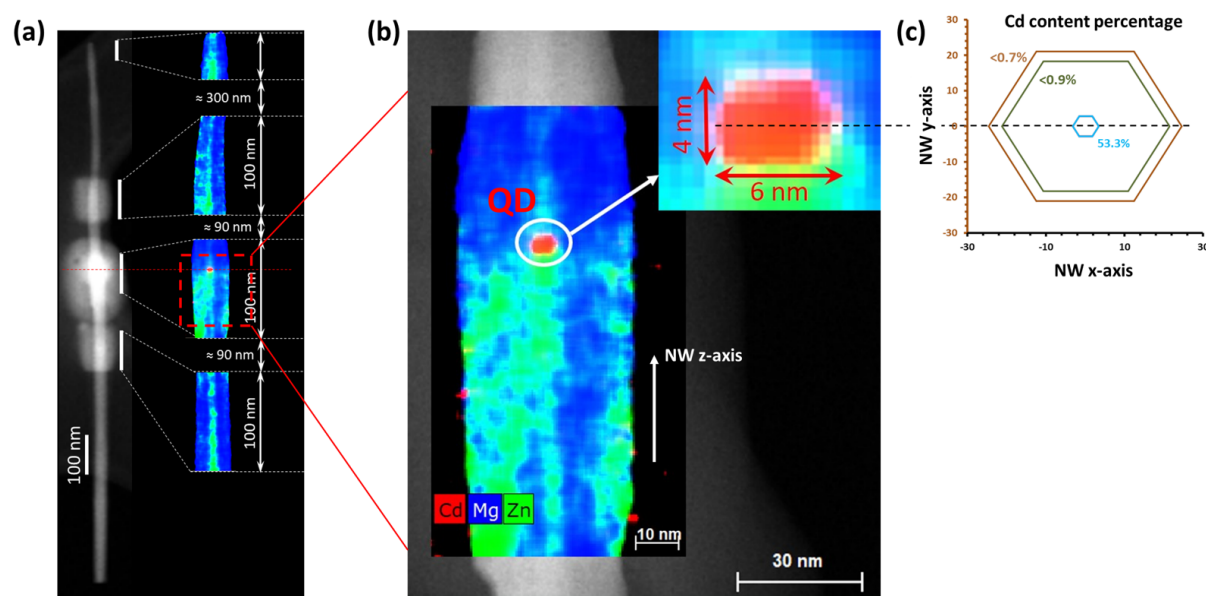 (a)
≈ 300 nm
100 nm
≈ 90 nm
100 nm
≈ 90 nm
100 nm
100 nm
(b)
QD
4 nm
6 nm
NW z-axis
Cd Mg Zn
10 nm
30 nm
(c)
Cd content percentage
NW y-axis
30
20
10
0
-10
-20
-30
<0.7%
<0.9%
53.3%
-30 -10 10 30
NW x-axis